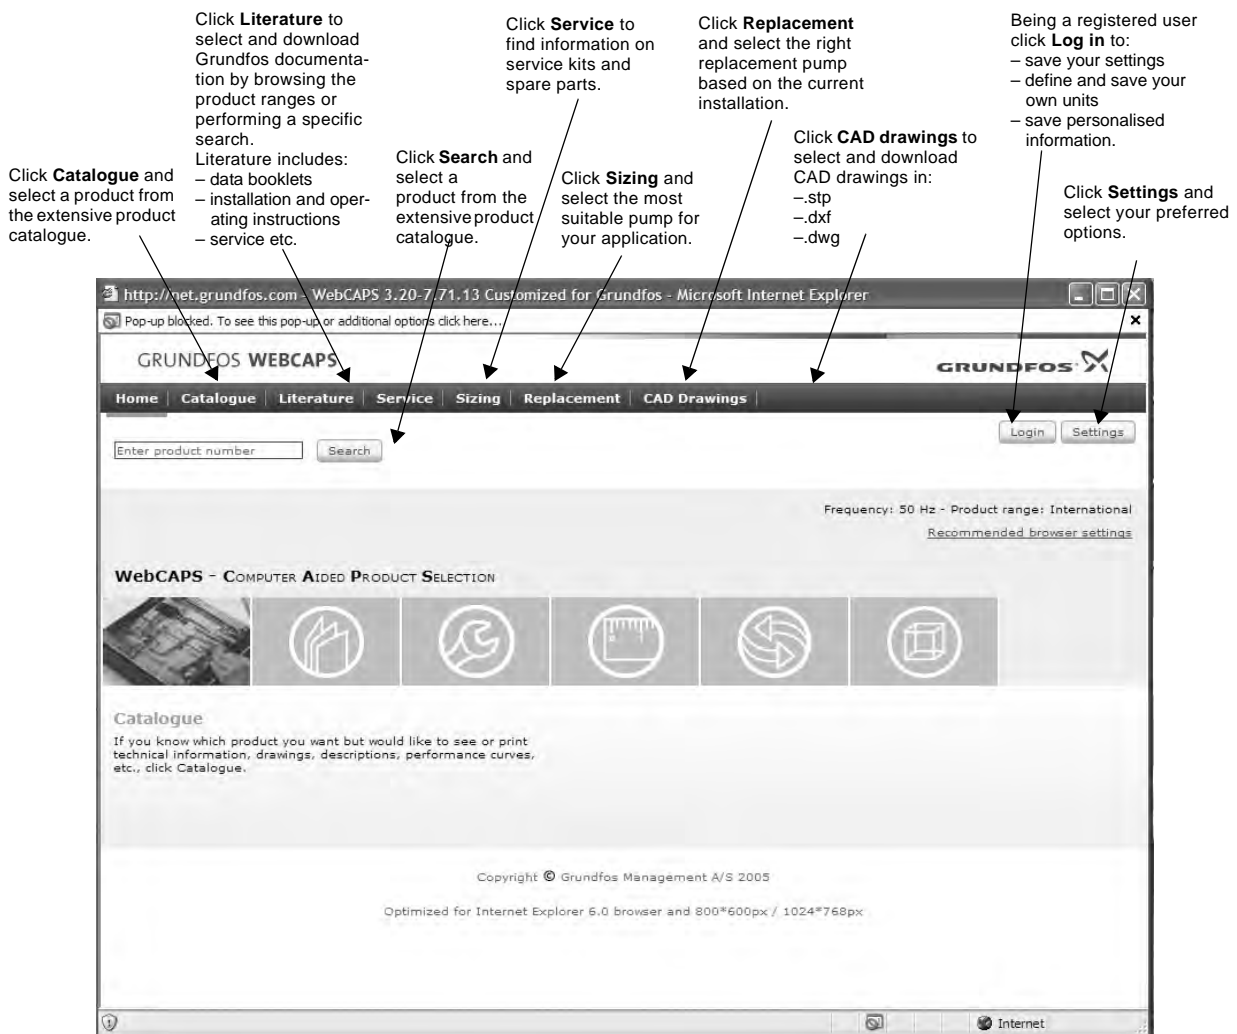 Click Literature to
select and download
Grundfos documenta-
tion by browsing the
product ranges or
performing a specific
search.
Literature includes:
– data booklets
– installation and oper-
ating instructions
– service etc.
Click Service to
find information on
service kits and
spare parts.
Click Replacement
and select the right
replacement pump
based on the current
installation.
Being a registered user
click Log in to:
– save your settings
– define and save your
own units
– save personalised
information.
Click Catalogue and
select a product from
the extensive product
catalogue.
Click Search and
select a
product from the
extensive product
catalogue.
Click Sizing and
select the most
suitable pump for
your application.
Click CAD drawings to
select and download
CAD drawings in:
–.stp
–.dxf
–.dwg
Click Settings and
select your preferred
options.
http://net.grundfos.com - WebCAPS 3.20-7.71.13 Customized for Grundfos - Microsoft Internet Explorer
Pop-up blocked. To see this pop-up or additional options click here...
GRUNDFOS WEBCAPS
GRUNDFOS
Home Catalogue Literature Service Sizing Replacement CAD Drawings
Login Settings
Enter product number Search
Frequency: 50 Hz - Product range: International
Recommended browser settings
WebCAPS - COMPUTER AIDED PRODUCT SELECTION
Catalogue
If you know which product you want but would like to see or print
technical information, drawings, descriptions, performance curves,
etc., click Catalogue.
Copyright © Grundfos Management A/S 2005
Optimized for Internet Explorer 6.0 browser and 800*600px / 1024*768px
Internet